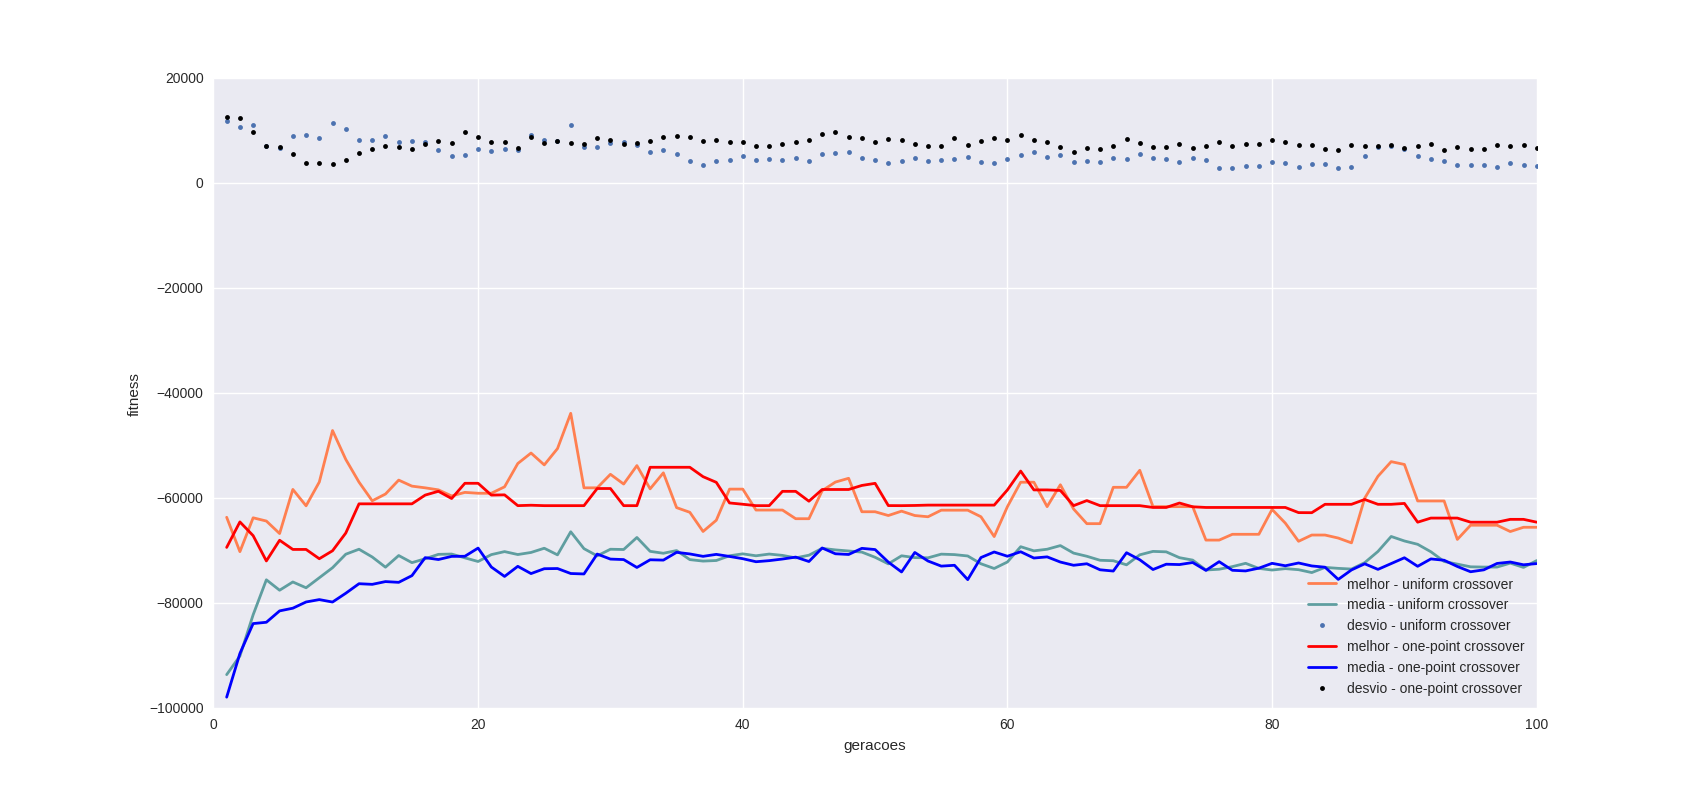 20000
0
−20000
−40000
−60000
−80000
−100000
fitness
0 20 40 60 80 100
geracoes
melhor - uniform crossover
media - uniform crossover
desvio - uniform crossover
melhor - one-point crossover
media - one-point crossover
desvio - one-point crossover